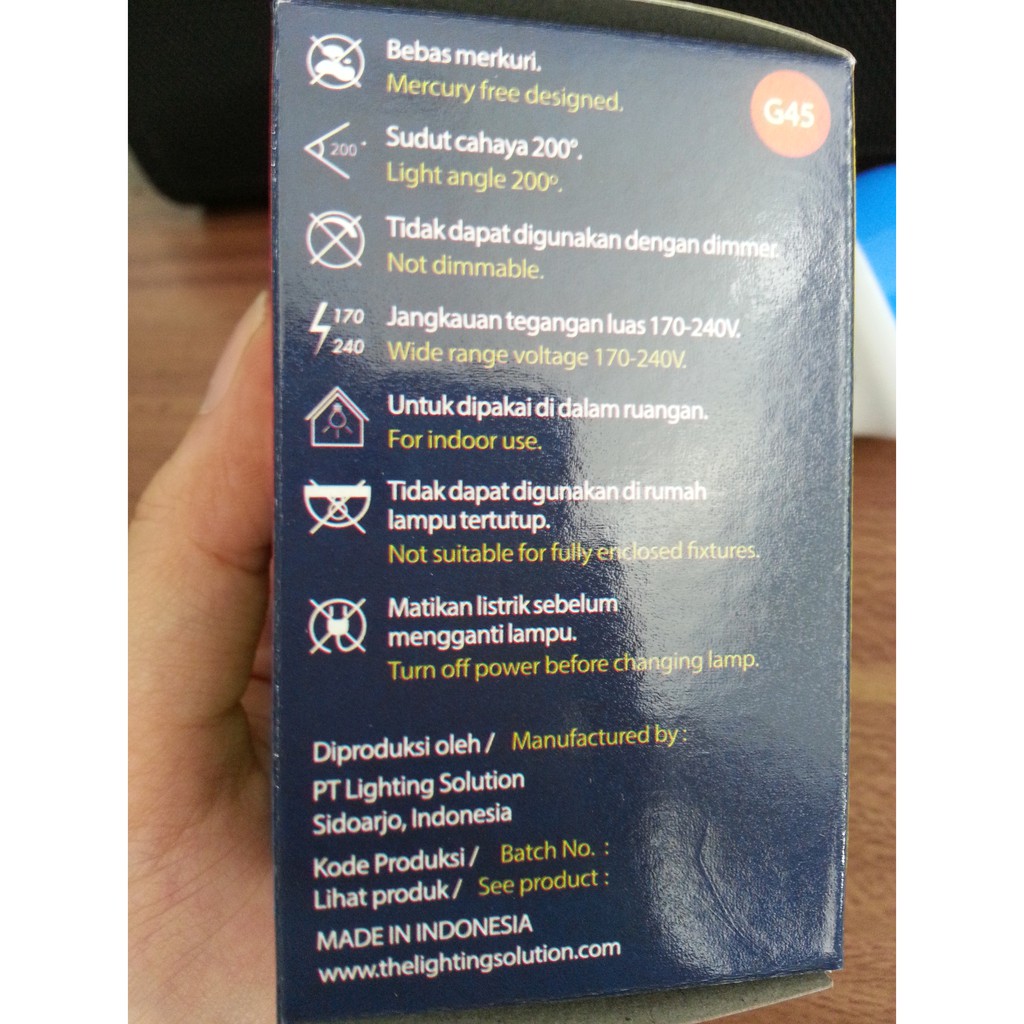 Bebas merkuri.
Mercury free designed.
G45
200°
Sudut cahaya 200°.
Light angle 200°.
Tidak dapat digunakan dengan dimmer.
Not dimmable.
170
240
Jangkauan tegangan luas 170-240V.
Wide range voltage 170-240V.
Untuk dipakai di dalam ruangan.
For indoor use.
Tidak dapat digunakan di rumah
lampu tertutup.
Not suitable for fully enclosed fixtures.
Matikan listrik sebelum
mengganti lampu.
Turn off power before changing lamp.
Diproduksi oleh / Manufactured by :
PT Lighting Solution
Sidoarjo, Indonesia
Kode Produksi / Batch No. :
Lihat produk / See product :
MADE IN INDONESIA
www.thelightingsolution.com